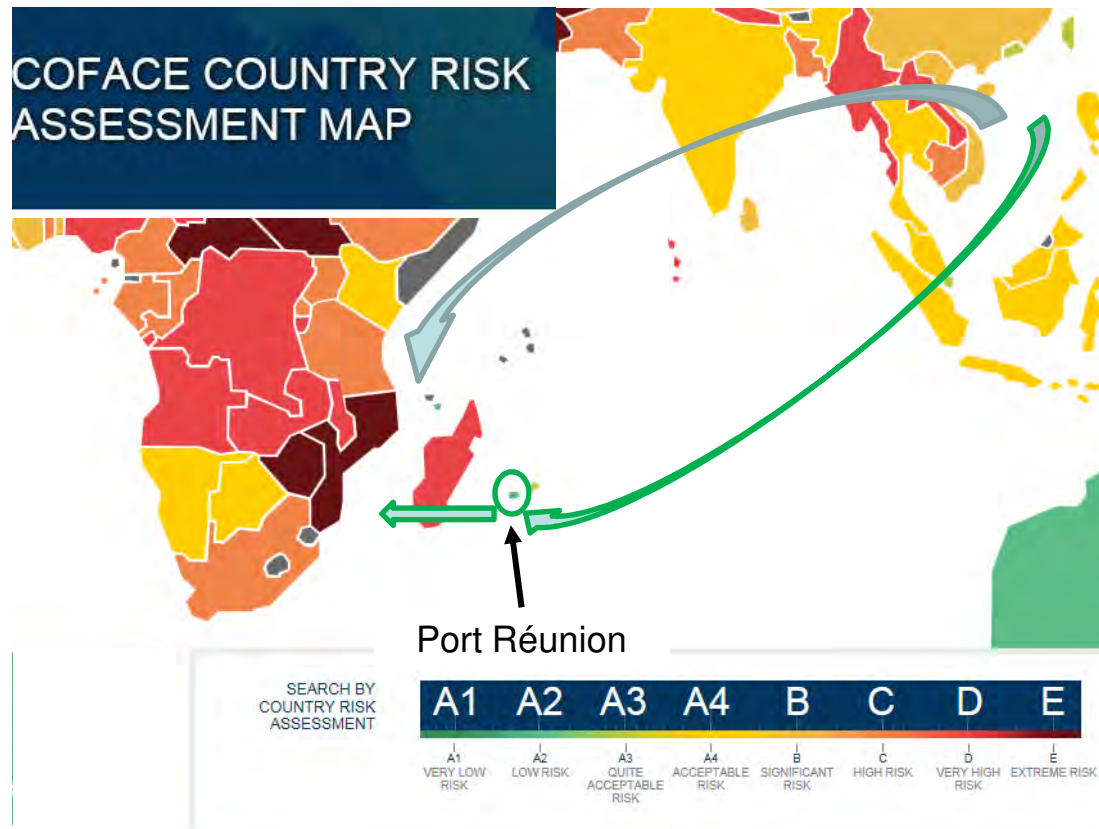 COFACE COUNTRY RISK
ASSESSMENT MAP
Port Réunion
SEARCH BY
COUNTRY RISK
ASSESSMENT
A1 A2 A3 A4 B C D E
A1 A2 A3 A4 B C D E
VERY LOW LOW RISK QUITE ACCEPTABLE SIGNIFICANT HIGH RISK VERY HIGH EXTREME RISK
RISK ACCEPTABLE RISK RISK RISK
RISK